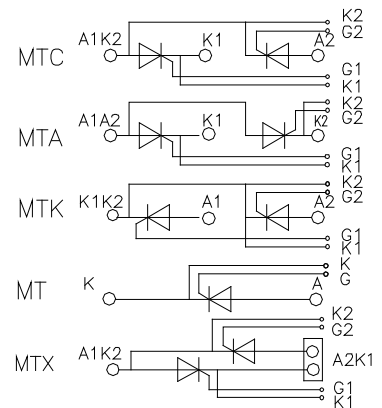 K2
G2
A1K2 K1 A2
MTC
G1
K1
K2
G2
A1A2 K1 K2
MTA
G1
K1
K2
G2
K1K2 A1 A2
MTK
G1
K1
K
G
MT K A
K2
G2
MTX A1K2 A2K1
G1
K1